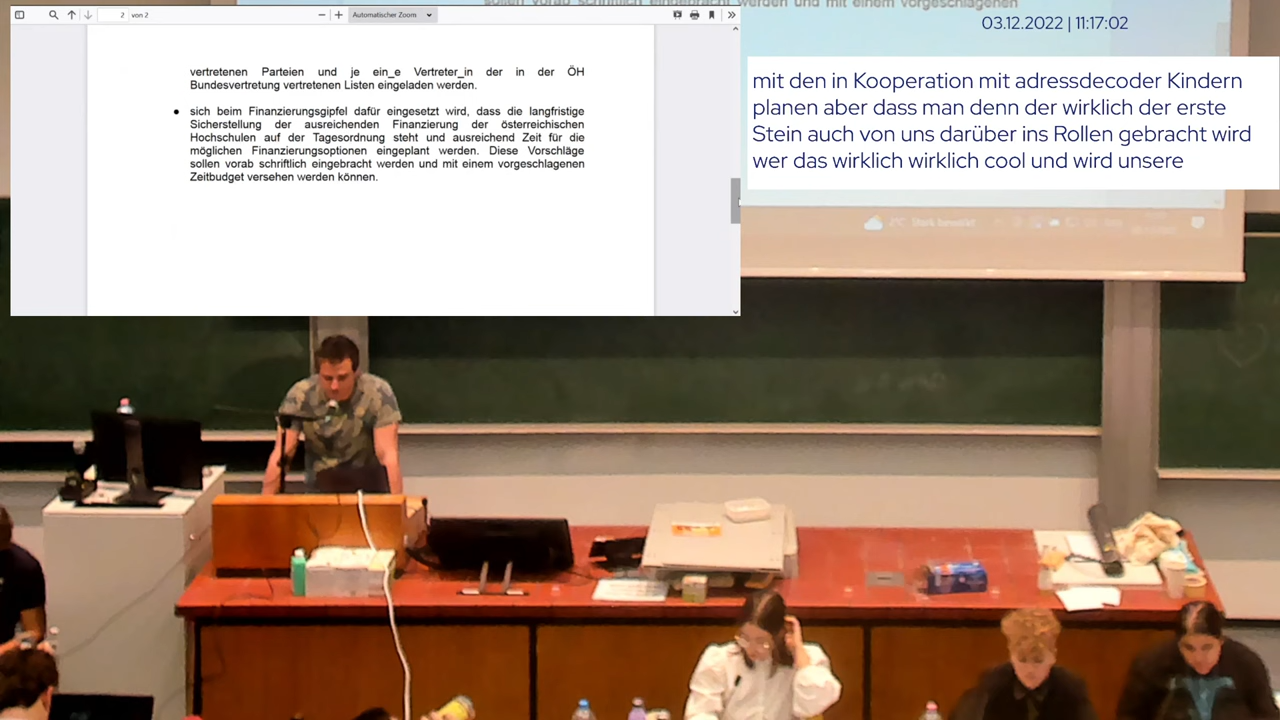 sollen vorab schriftlich eingebracht werden und mit einem vorgeschlagenen
2 von 2
Automatischer Zoom
03.12.2022 | 11:17:02
vertretenen Parteien und je ein_e Vertreter_in der in der ÖH
Bundesvertretung vertretenen Listen eingeladen werden.
● sich beim Finanzierungsgipfel dafür eingesetzt wird, dass die langfristige
Sicherstellung der ausreichenden Finanzierung der österreichischen
Hochschulen auf der Tagesordnung steht und ausreichend Zeit für die
möglichen Finanzierungsoptionen eingeplant werden. Diese Vorschläge
sollen vorab schriftlich eingebracht werden und mit einem vorgeschlagenen
Zeitbudget versehen werden können.
mit den in Kooperation mit adressdecoder Kindern
planen aber dass man denn der wirklich der erste
Stein auch von uns darüber ins Rollen gebracht wird
wer das wirklich wirklich cool und wird unsere
2°C Stark bewölkt